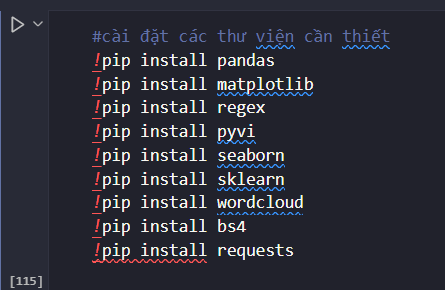 #cài đặt các thư viện cần thiết
!pip install pandas
!pip install matplotlib
!pip install regex
!pip install pyvi
!pip install seaborn
!pip install sklearn
!pip install wordcloud
!pip install bs4
!pip install requests
[115]